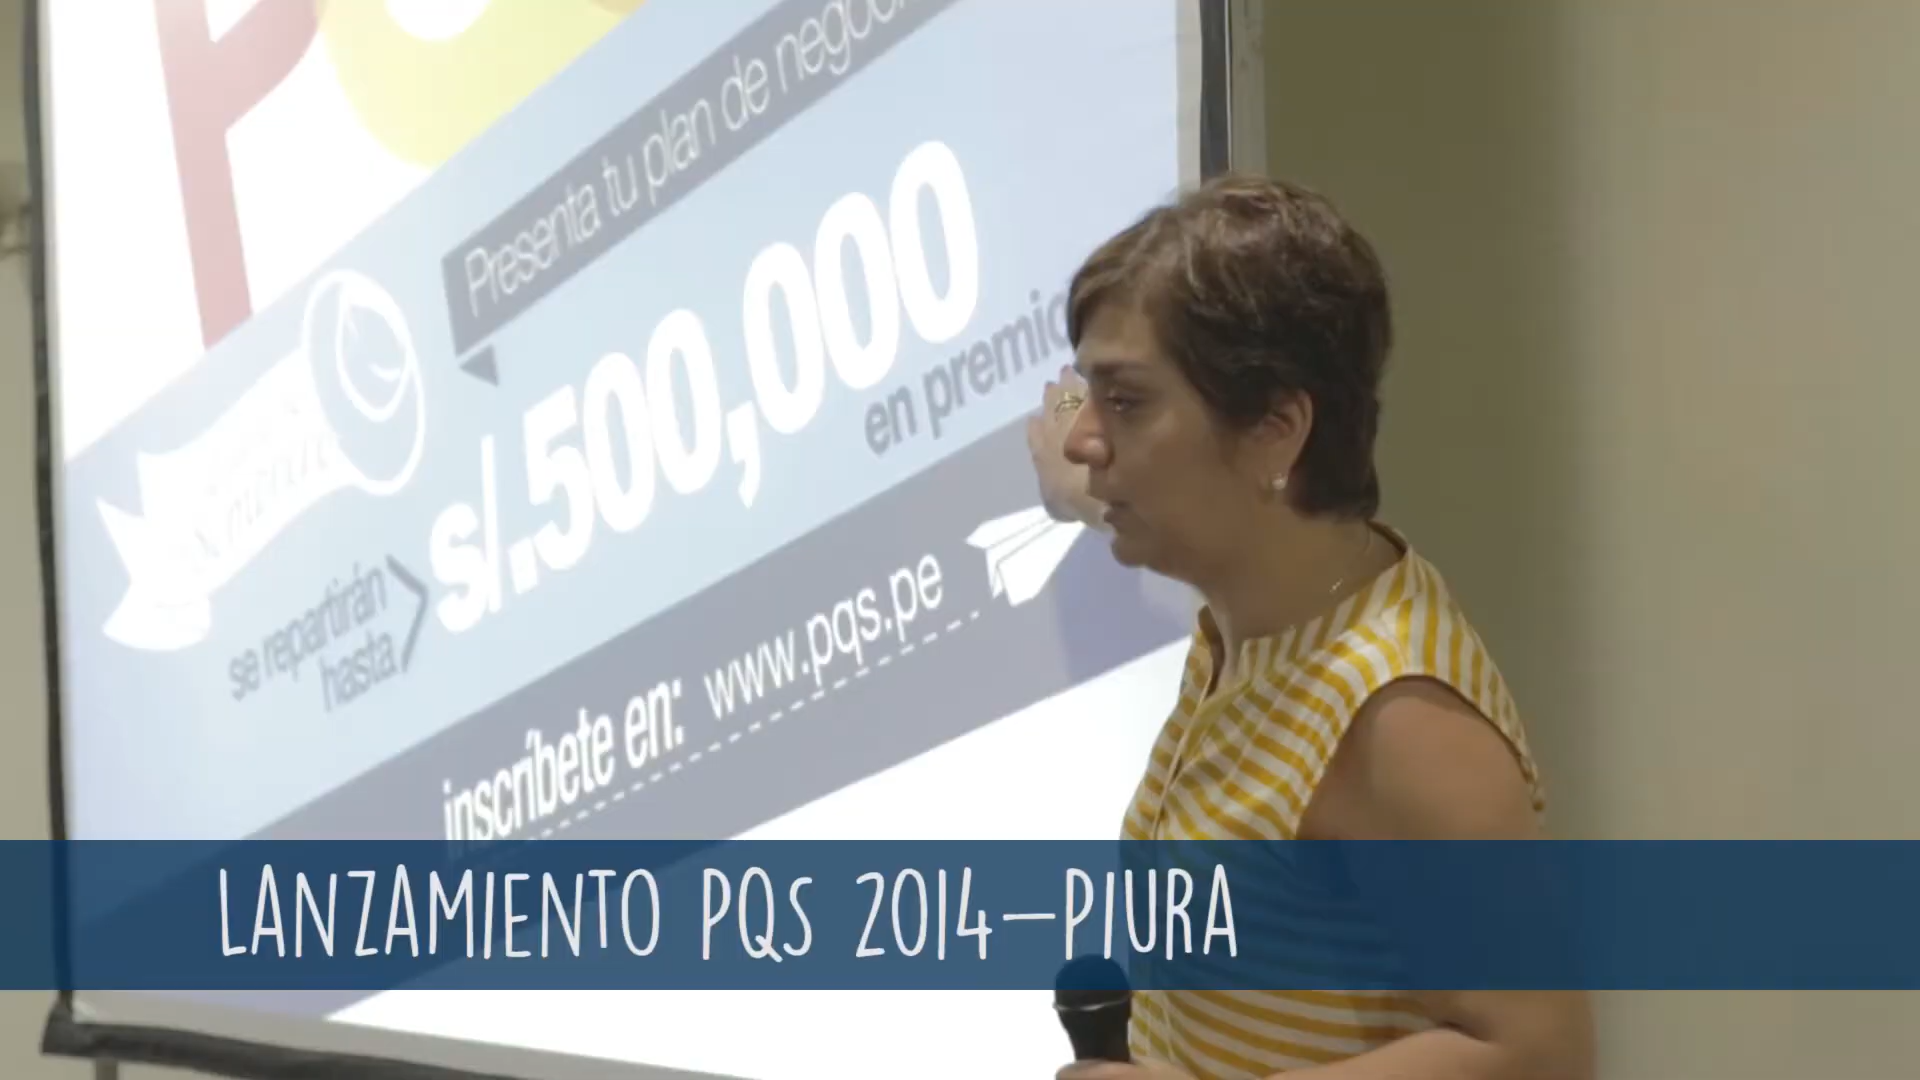 Presenta tu plan de
se repartirán
hasta
s/.500,000
en
inscríbete en: www.pqs.pe
LANZAMIENTO PQS 2014-PIURA